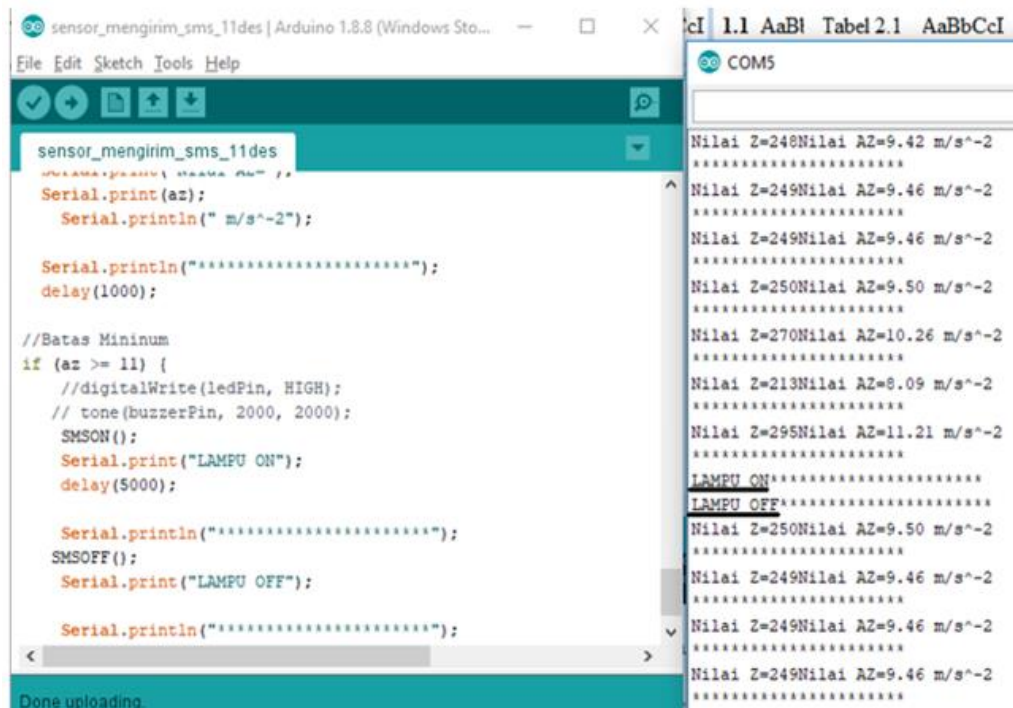 sensor_mengirim_sms_11des | Arduino 1.8.8 (Windows Sto...
File Edit Sketch Tools Help
sensor_mengirim_sms_11des
Serial.print("Nilai AZ=");
Serial.print(az);
Serial.println(" m/s^-2");
Serial.println("**********************");
delay(1000);
//Batas Mininum
if (az >= 11) {
//digitalWrite(ledPin, HIGH);
// tone(buzzerPin, 2000, 2000);
SMSON();
Serial.print("LAMPU ON");
delay(5000);
Serial.println("**********************");
SMSOFF();
Serial.print("LAMPU OFF");
Serial.println("**********************");
Done uploading.
cI 1.1 AaBl Tabel 2.1 AaBbCcI
COM5
Nilai Z=248Nilai AZ=9.42 m/s^-2
**********************
Nilai Z=249Nilai AZ=9.46 m/s^-2
**********************
Nilai Z=249Nilai AZ=9.46 m/s^-2
**********************
Nilai Z=250Nilai AZ=9.50 m/s^-2
**********************
Nilai Z=270Nilai AZ=10.26 m/s^-2
**********************
Nilai Z=213Nilai AZ=8.09 m/s^-2
**********************
Nilai Z=295Nilai AZ=11.21 m/s^-2
**********************
LAMPU ON**********************
LAMPU OFF**********************
Nilai Z=250Nilai AZ=9.50 m/s^-2
**********************
Nilai Z=249Nilai AZ=9.46 m/s^-2
**********************
Nilai Z=249Nilai AZ=9.46 m/s^-2
**********************
Nilai Z=249Nilai AZ=9.46 m/s^-2
**********************